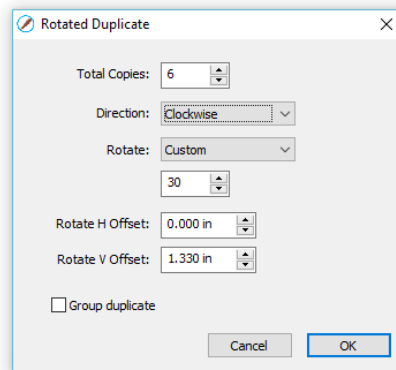 Rotated Duplicate
Total Copies: 6
Direction: Clockwise
Rotate: Custom
30
Rotate H Offset: 0.000 in
Rotate V Offset: 1.330 in
Group duplicate
Cancel OK